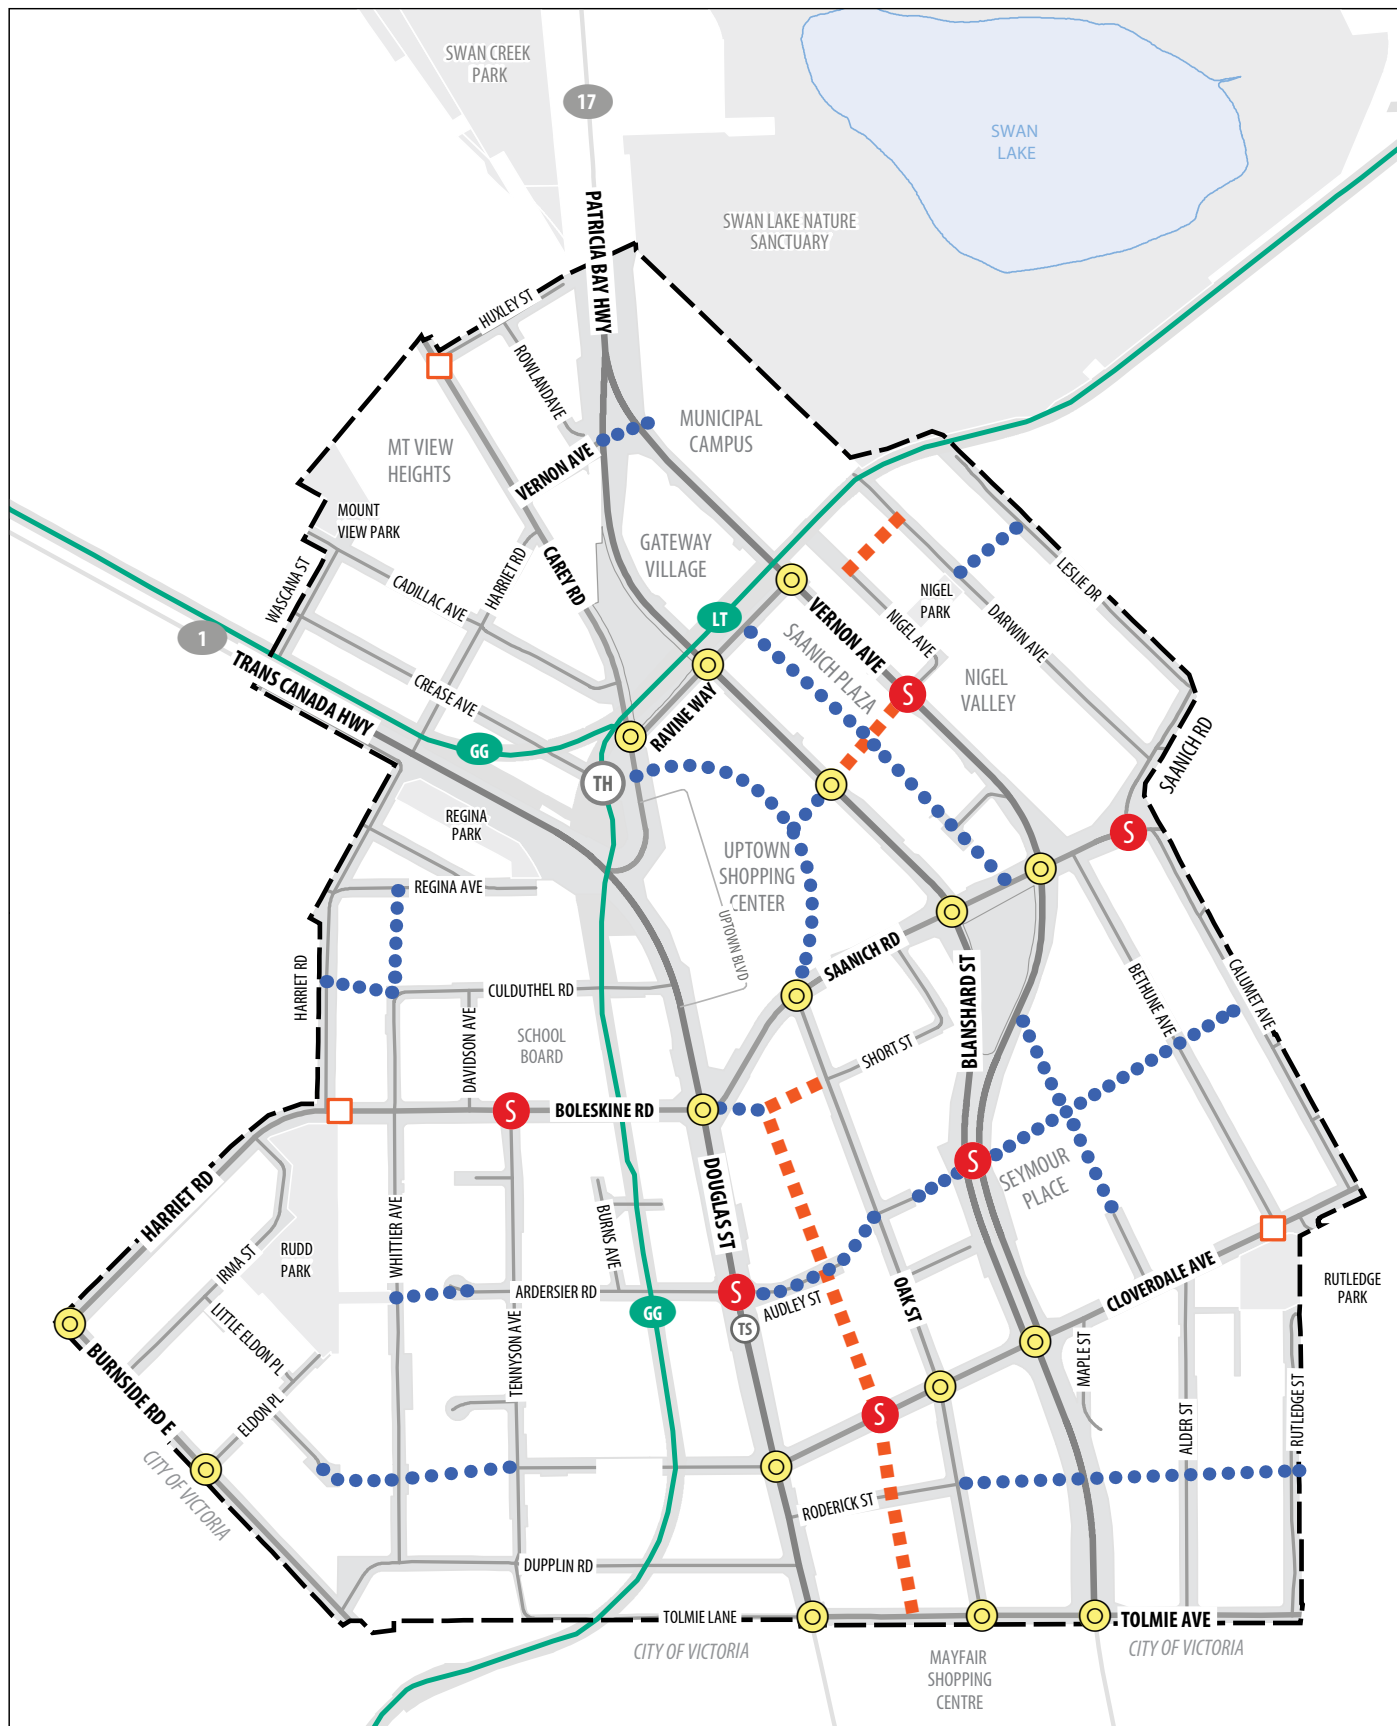 SWAN CREEK
PARK
17
SWAN
LAKE
PATRICIA BAY HWY
SWAN LAKE NATURE
SANCTUARY
HUXLEY ST
ROWLANDAVE
MUNICIPAL
CAMPUS
MT VIEW
HEIGHTS
VERNON AVE
MOUNT
VIEW PARK
GATEWAY
VILLAGE
CAREY RD
HARRIET RD
CADILLAC AVE
WASCANA ST
LESLIE DR
NIGEL
PARK
DARWIN AVE
NIGEL AVE
VERNON AVE
SAANICH PLAZA
LT
1
TRANS CANADA HWY
CREASE AVE
NIGEL
VALLEY
S
RAVINE WAY
SAANICH RD
GG
TH
REGINA
PARK
S
UPTOWN
SHOPPING
CENTER
REGINA AVE
UPTOWN BLVD
SAANICH RD
HARRIET RD
CULDUTHEL RD
BETHUNE AVE
CALUMET AVE
BLANSHARD ST
SCHOOL
BOARD
DAVIDSON AVE
SHORT ST
S
BOLESKINE RD
S
SEYMOUR
PLACE
DOUGLAS ST
HARRIET RD
WHITTIER AVE
BURNS AVE
IRMA ST
RUDD
PARK
CLOVERDALE AVE
RUTLEDGE
PARK
ARDERSIER RD
S
AUDLEY ST
OAK ST
GG
TS
LITTLE ELDON PL
TENNYSON AVE
MAPLE ST
BURNSIDE RD E
ELDON PL
S
ALDER ST
RUTLEDGE ST
CITY OF VICTORIA
RODERICK ST
DUPPLIN RD
TOLMIE LANE
TOLMIE AVE
CITY OF VICTORIA
CITY OF VICTORIA
MAYFAIR
SHOPPING
CENTRE